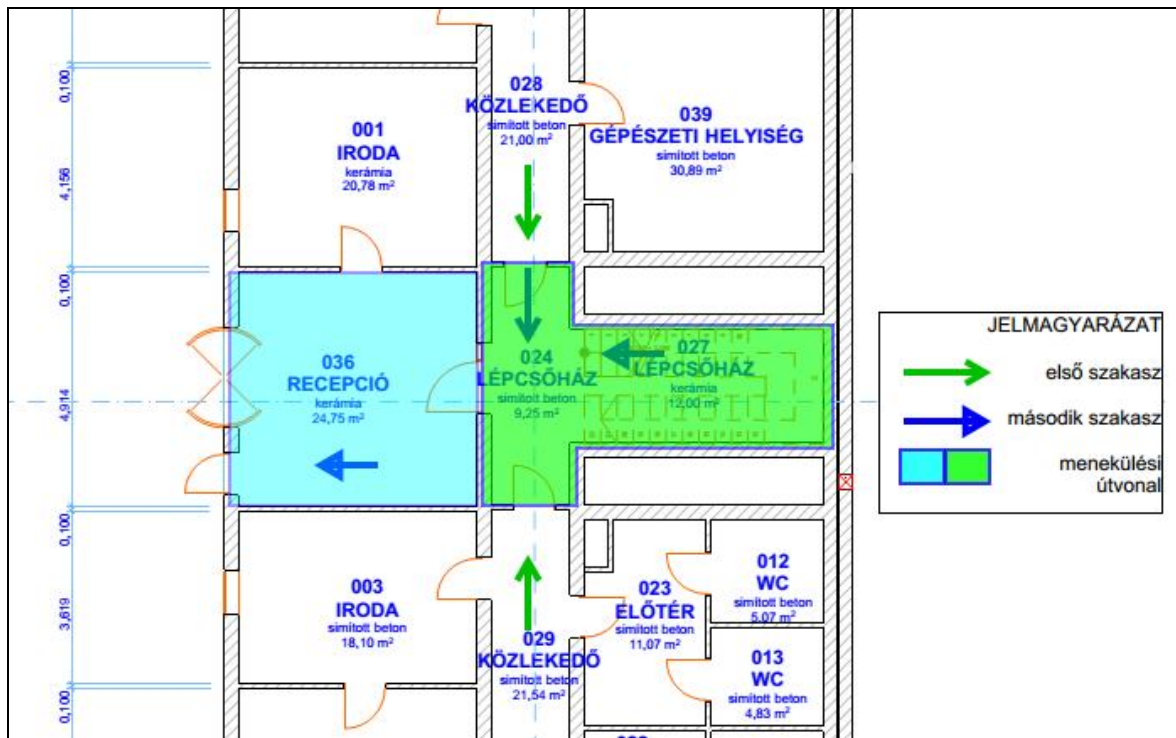 028
KÖZLEKEDŐ
simított beton
21,00 m²
001
IRODA
kerámia
20,78 m²
039
GÉPÉSZETI HELYISÉG
simított beton
30,89 m²
0,100
4,156
0,100
4,914
0,100
3,619
0,100
036
RECEPCIÓ
kerámia
24,75 m²
024
LÉPCSŐHÁZ
simított beton
9,25 m²
027
LÉPCSŐHÁZ
kerámia
12,00 m²
JELMAGYARÁZAT
első szakasz
második szakasz
menekülési
útvonal
003
IRODA
simított beton
18,10 m²
029
KÖZLEKEDŐ
simított beton
21,54 m²
023
ELŐTÉR
simított beton
11,07 m²
012
WC
simított beton
5,07 m²
013
WC
simított beton
4,83 m²